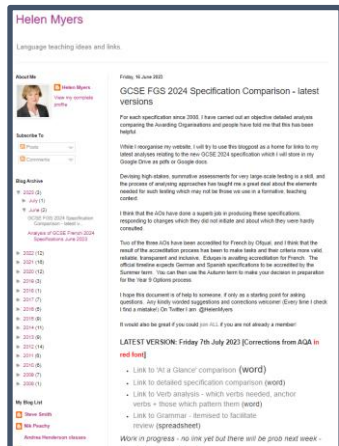 Helen Myers
Language teaching ideas and links
About Me
Helen Myers
View my complete
profile
Subscribe To
Posts
Comments
Blog Archive
▼ 2023 (3)
► July (1)
▼ June (2)
GCSE FGS 2024 Specification
Comparison - latest v...
Analysis of GCSE French 2024
Specifications June 2023
► 2022 (12)
► 2021 (16)
► 2020 (12)
► 2019 (3)
► 2018 (1)
► 2017 (7)
► 2016 (5)
► 2015 (8)
► 2014 (11)
► 2013 (9)
► 2012 (14)
► 2011 (6)
► 2010 (6)
► 2009 (7)
► 2008 (1)
My Blog List
Steve Smith
Nik Peachy
Andrea Henderson
Friday, 16 June 2023
GCSE FGS 2024 Specification Comparison - latest
versions
For each specification since 2000, I have carried out an objective detailed analysis
comparing the Awarding Organisations and people have told me that this has been
helpful.
While I reorganise my website, I will try to use this blogpost as a home for links to my
latest analyses relating to the new GCSE 2024 specification which I will store in my
Google Drive as pdfs or Google docs.
Devising high-stakes, summative assessments for very large-scale testing is a skill, and
the process of analysing approaches has taught me a great deal about the elements
needed for such testing which may not be those we use in a formative, teaching
context.
I think that the AOs have done a superb job in producing these specifications,
responding to changes which they did not initiate and about which they were hardly
consulted.
Two of the three AOs have been accredited for French by Ofqual, and I think that the
result of the accreditation process has been to make tasks and their criteria more valid,
reliable, transparent and inclusive. Eduqas is awaiting accreditation for French. The
official timeline expects German and Spanish specifications to be accredited by the
Summer term. You can then use the Autumn term to make your decision in preparation
for the Year 9 Options process.
I hope this document is of help to someone, if only as a starting point for asking
questions. Any kindly worded suggestions and corrections welcome! (Every time I check
I find a mistake!) On Twitter I am @HelenMyers
It would also be great if you could join ALL if you are not already a member!
LATEST VERSION: Friday 7th July 2023 [Corrections from AQA in
red font]
• Link to 'At a Glance' comparison (word)
• Link to detailed specification comparison (word)
• Link to Verb analysis - which verbs needed, anchor
verbs + those which pattern them (word)
• Link to Grammar - itemised to facilitate
review (spreadsheet)
Work in progress - no link yet but there will be prob next week -